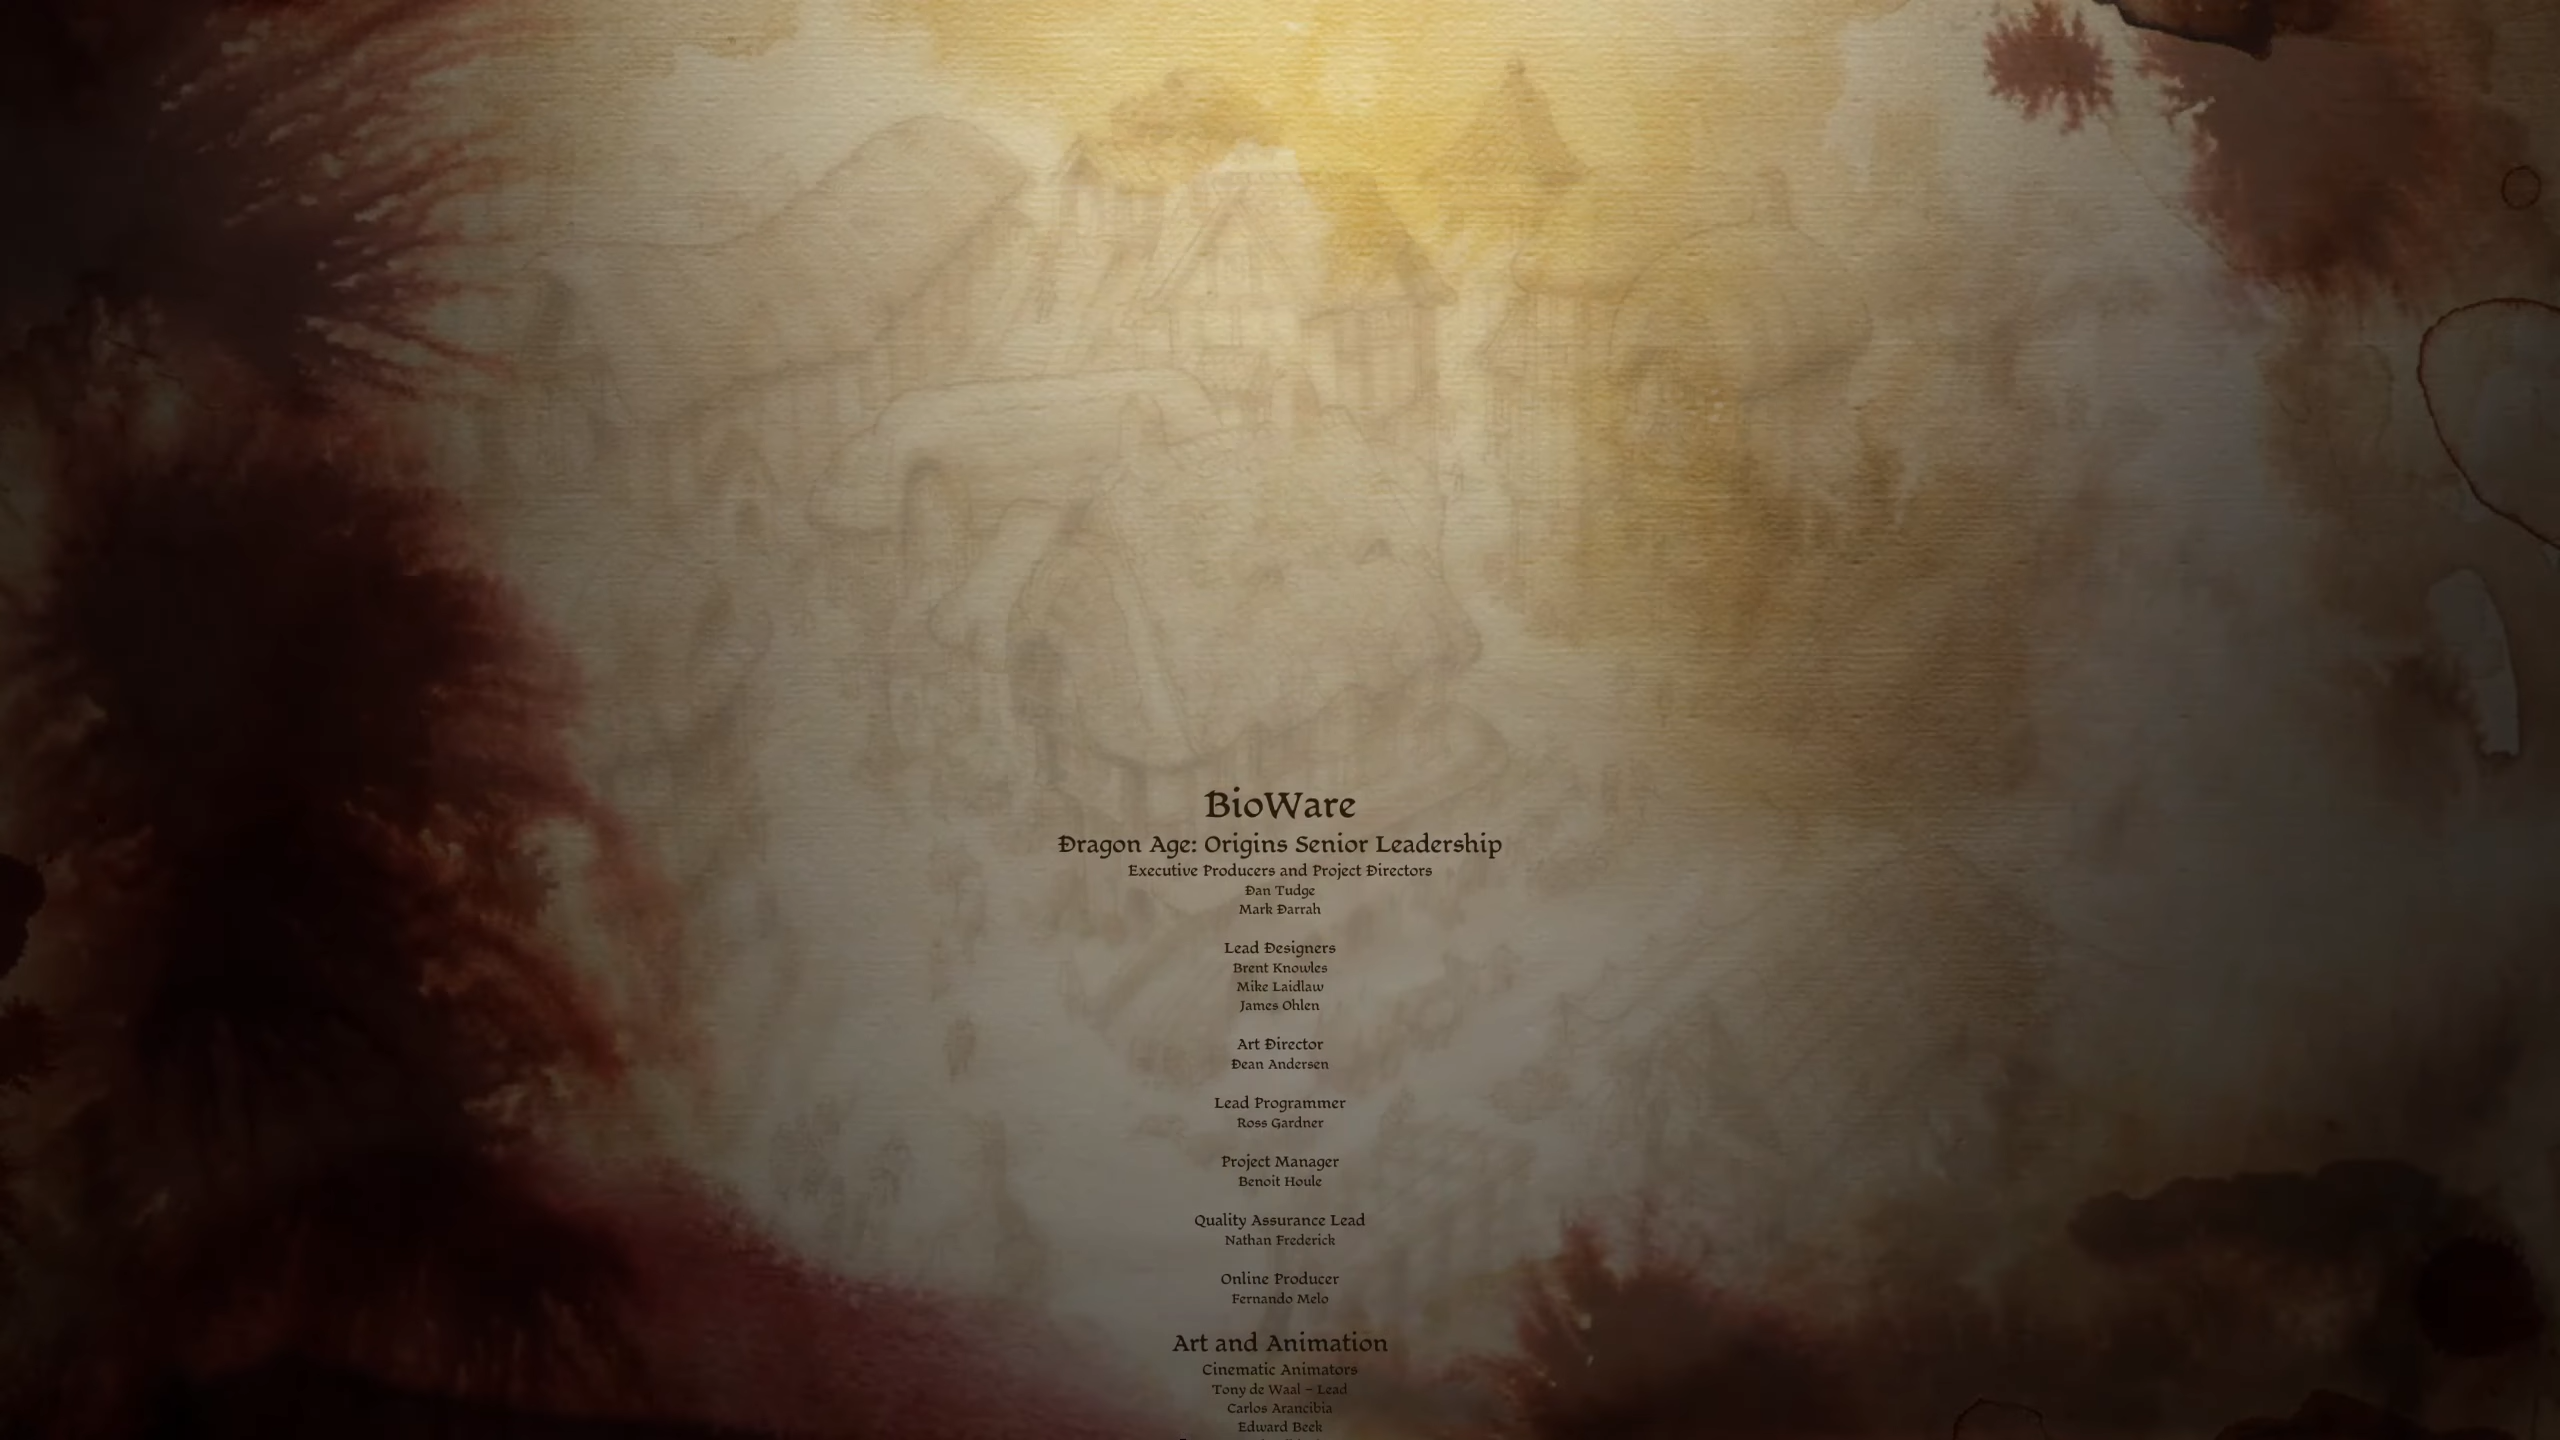 BioWare
Dragon Age: Origins Senior Leadership
Executive Producers and Project Directors
Dan Tudge
Mark Darrah
Lead Designers
Brent Knowles
Mike Laidlaw
James Ohlen
Art Director
Dean Andersen
Lead Programmer
Ross Gardner
Project Manager
Benoit Houle
Quality Assurance Lead
Nathan Frederick
Online Producer
Fernando Melo
Art and Animation
Cinematic Animators
Tony de Waal - Lead
Carlos Arancibia
Edward Beek